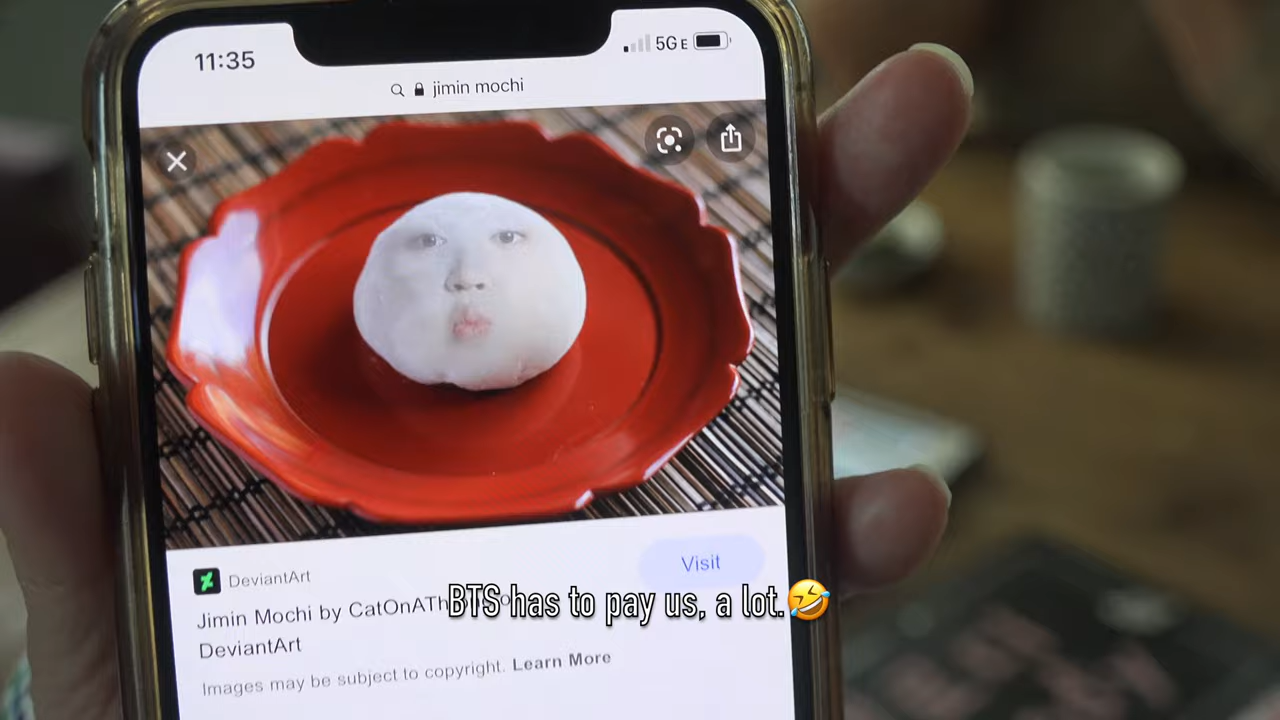 11:35
5G E
jimin mochi
DeviantArt
Visit
Jimin Mochi by
DeviantArt
BTS has to pay us, a lot.🤣
Images may be subject to copyright. Learn More